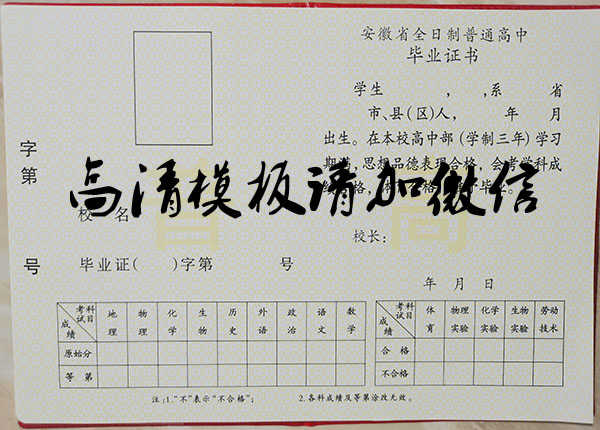 安徽省全日制普通高中
毕业证书
学生 , ,系 省
市、县(区)人, 年 月
出生。在本校高中部(学制三年)学习
期满,思想品德表现合格,会考学科成
格, 毕 。
高清模板请加微信
校长:
年 月 日
字第 号
校 名
毕业证( )字第 号
普高
考试科目 成绩 地理 物理 化学 生物 历史 外语 政治 语文 数学
原始分
等 第
考试科目 成绩 体育 物理实验 化学实验 生物实验 劳动技术
合 格
不合格
注:1.“不”表示“不合格”; 2.各科成绩及等第涂改无效。